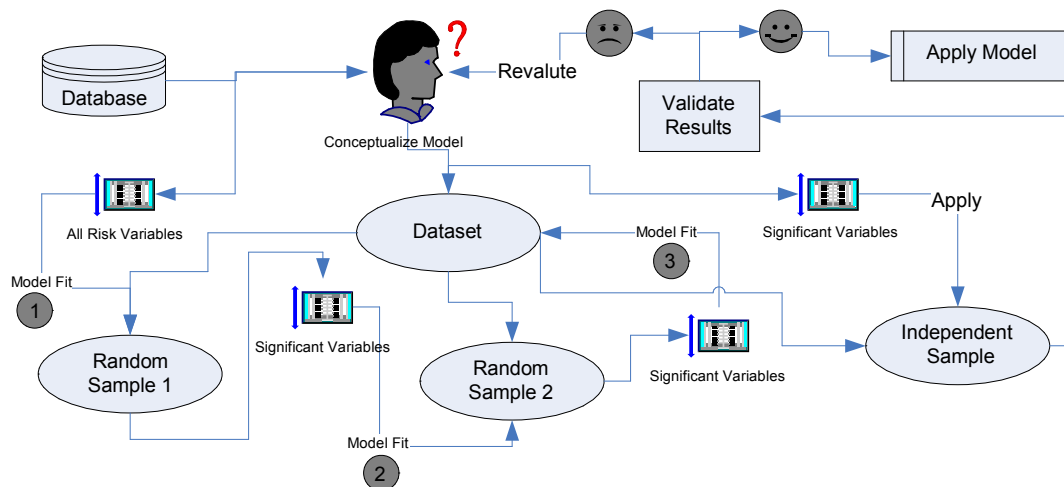 ?
Database
Revalute
Apply Model
Validate
Results
Conceptualize Model
All Risk Variables
Dataset
Model Fit
3
Significant Variables
Apply
Model Fit
1
Significant Variables
Random
Sample 1
Random
Sample 2
Significant Variables
Independent
Sample
Model Fit
2